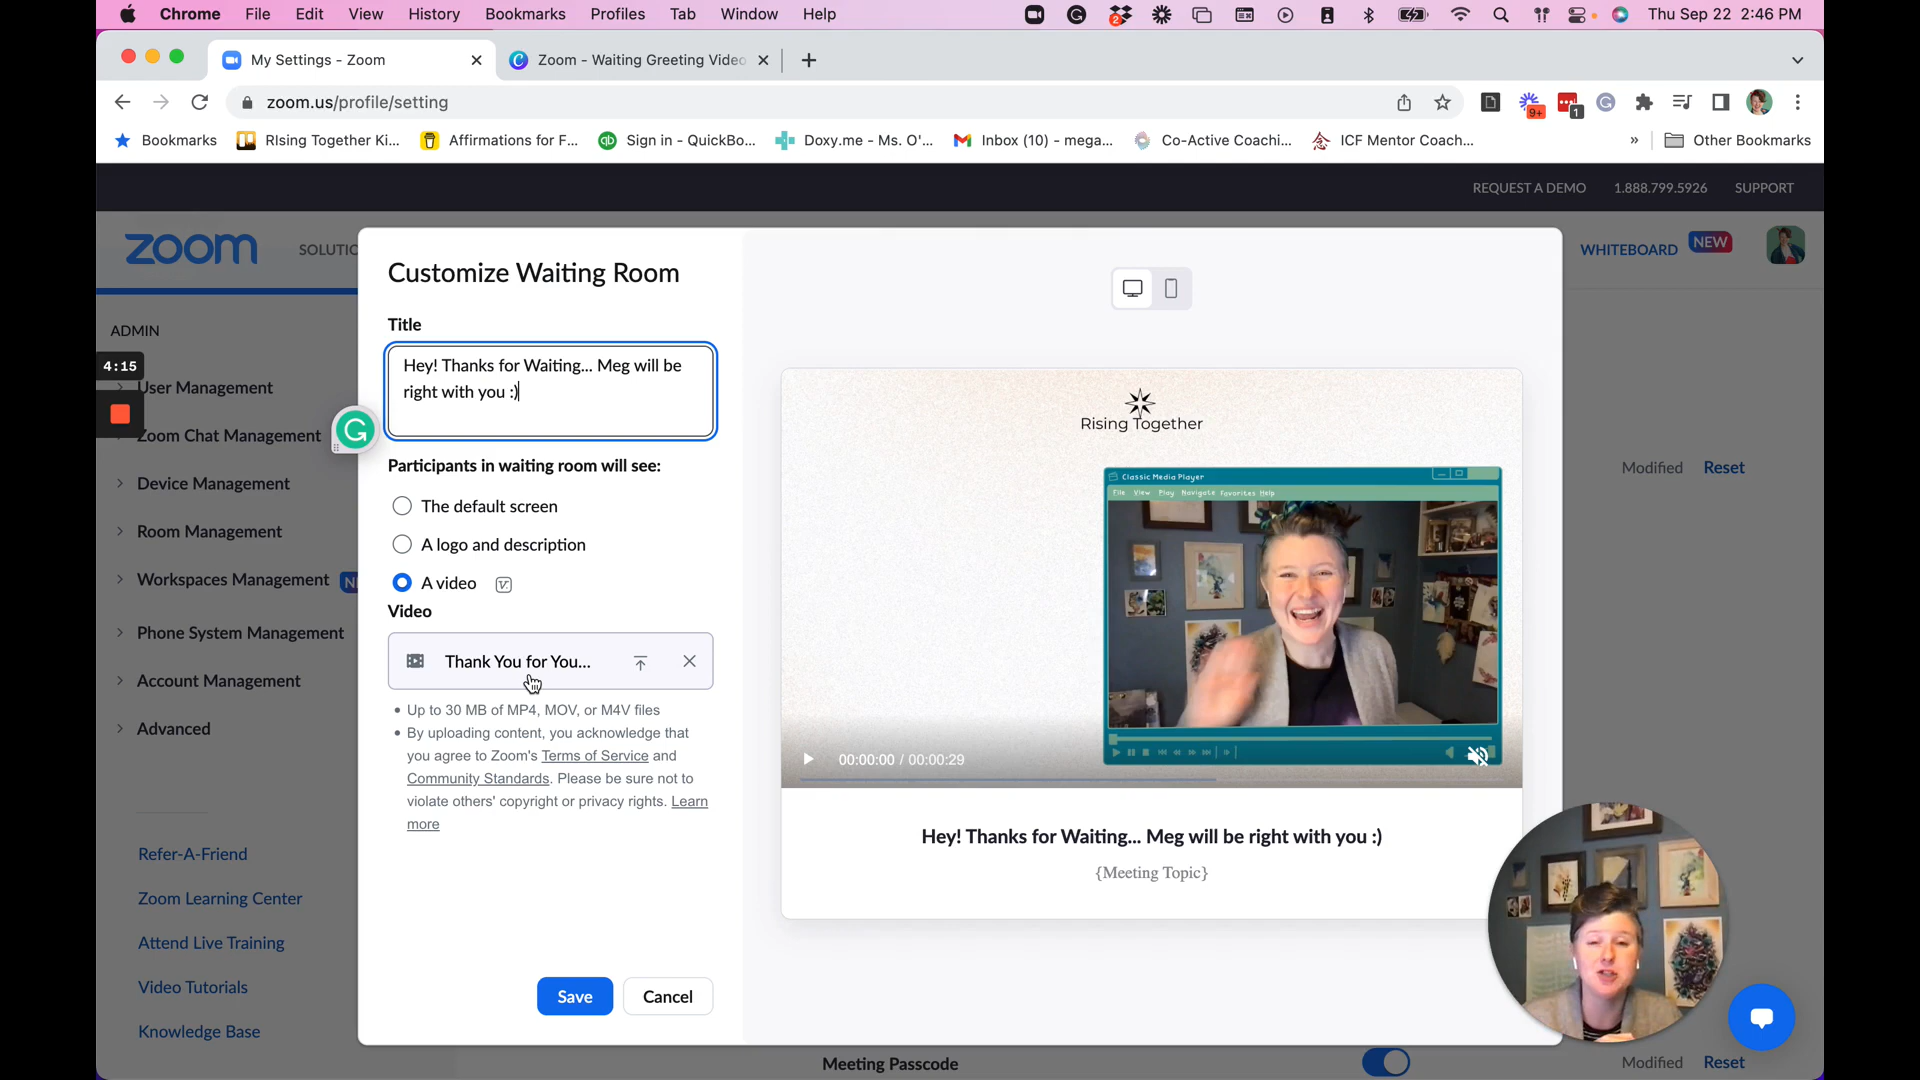 Chrome File Edit View History Bookmarks Profiles Tab Window Help
2
Thu Sep 22 2:46 PM
My Settings - Zoom
Zoom - Waiting Greeting Video
zoom.us/profile/setting
9+
1
Bookmarks
RIsing Together Ki...
Affirmations for F...
Sign in - QuickBo...
Doxy.me - Ms. O'...
Inbox (10) - mega...
Co-Active Coachi...
ICF Mentor Coach...
»
Other Bookmarks
REQUEST A DEMO 1.888.799.5926 SUPPORT
zoom
SOLUTIO
WHITEBOARD NEW
ADMIN
4:15
User Management
Zoom Chat Management
Device Management
Room Management
Workspaces Management
Phone System Management
Account Management
Advanced
Refer-A-Friend
Zoom Learning Center
Attend Live Training
Video Tutorials
Knowledge Base
Customize Waiting Room
Title
Hey! Thanks for Waiting... Meg will be
right with you :)
Participants in waiting room will see:
The default screen
A logo and description
A video
Video
Thank You for You...
• Up to 30 MB of MP4, MOV, or M4V files
• By uploading content, you acknowledge that
you agree to Zoom's Terms of Service and
Community Standards. Please be sure not to
violate others' copyright or privacy rights. Learn
more
Save
Cancel
Rising Together
Classic Media Player
File View Play Navigate Favorites Help
00:00:00 / 00:00:29
Hey! Thanks for Waiting... Meg will be right with you :)
{Meeting Topic}
Modified Reset
Meeting Passcode
Modified Reset